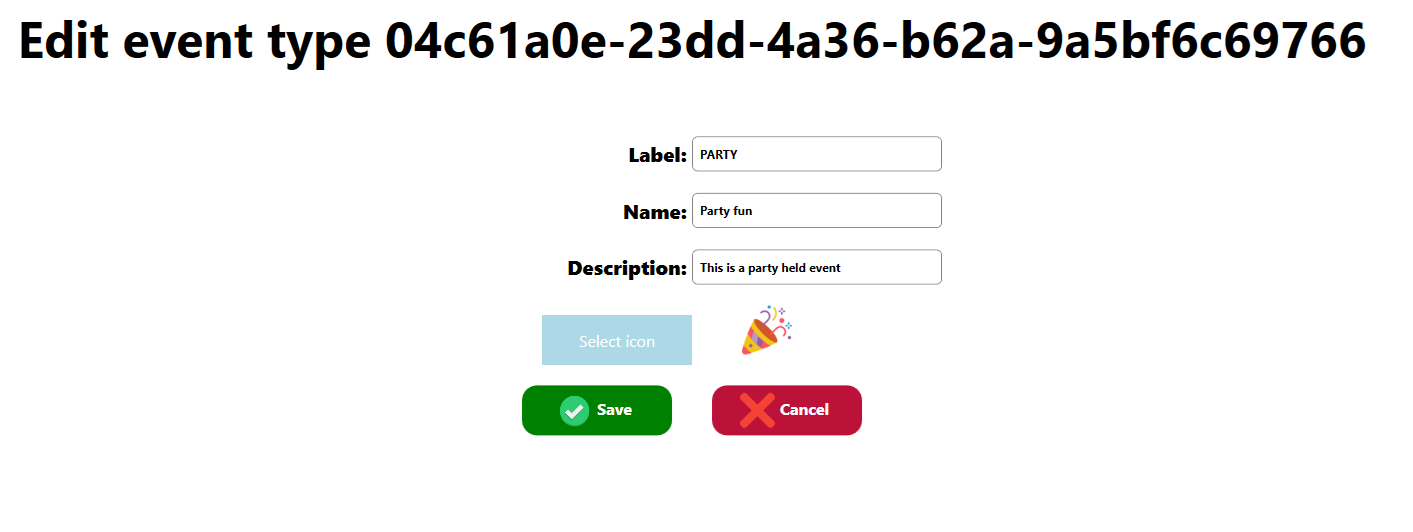 Edit event type 04c61a0e-23dd-4a36-b62a-9a5bf6c69766
Label: PARTY
Name: Party fun
Description: This is a party held event
Select icon
Save Cancel